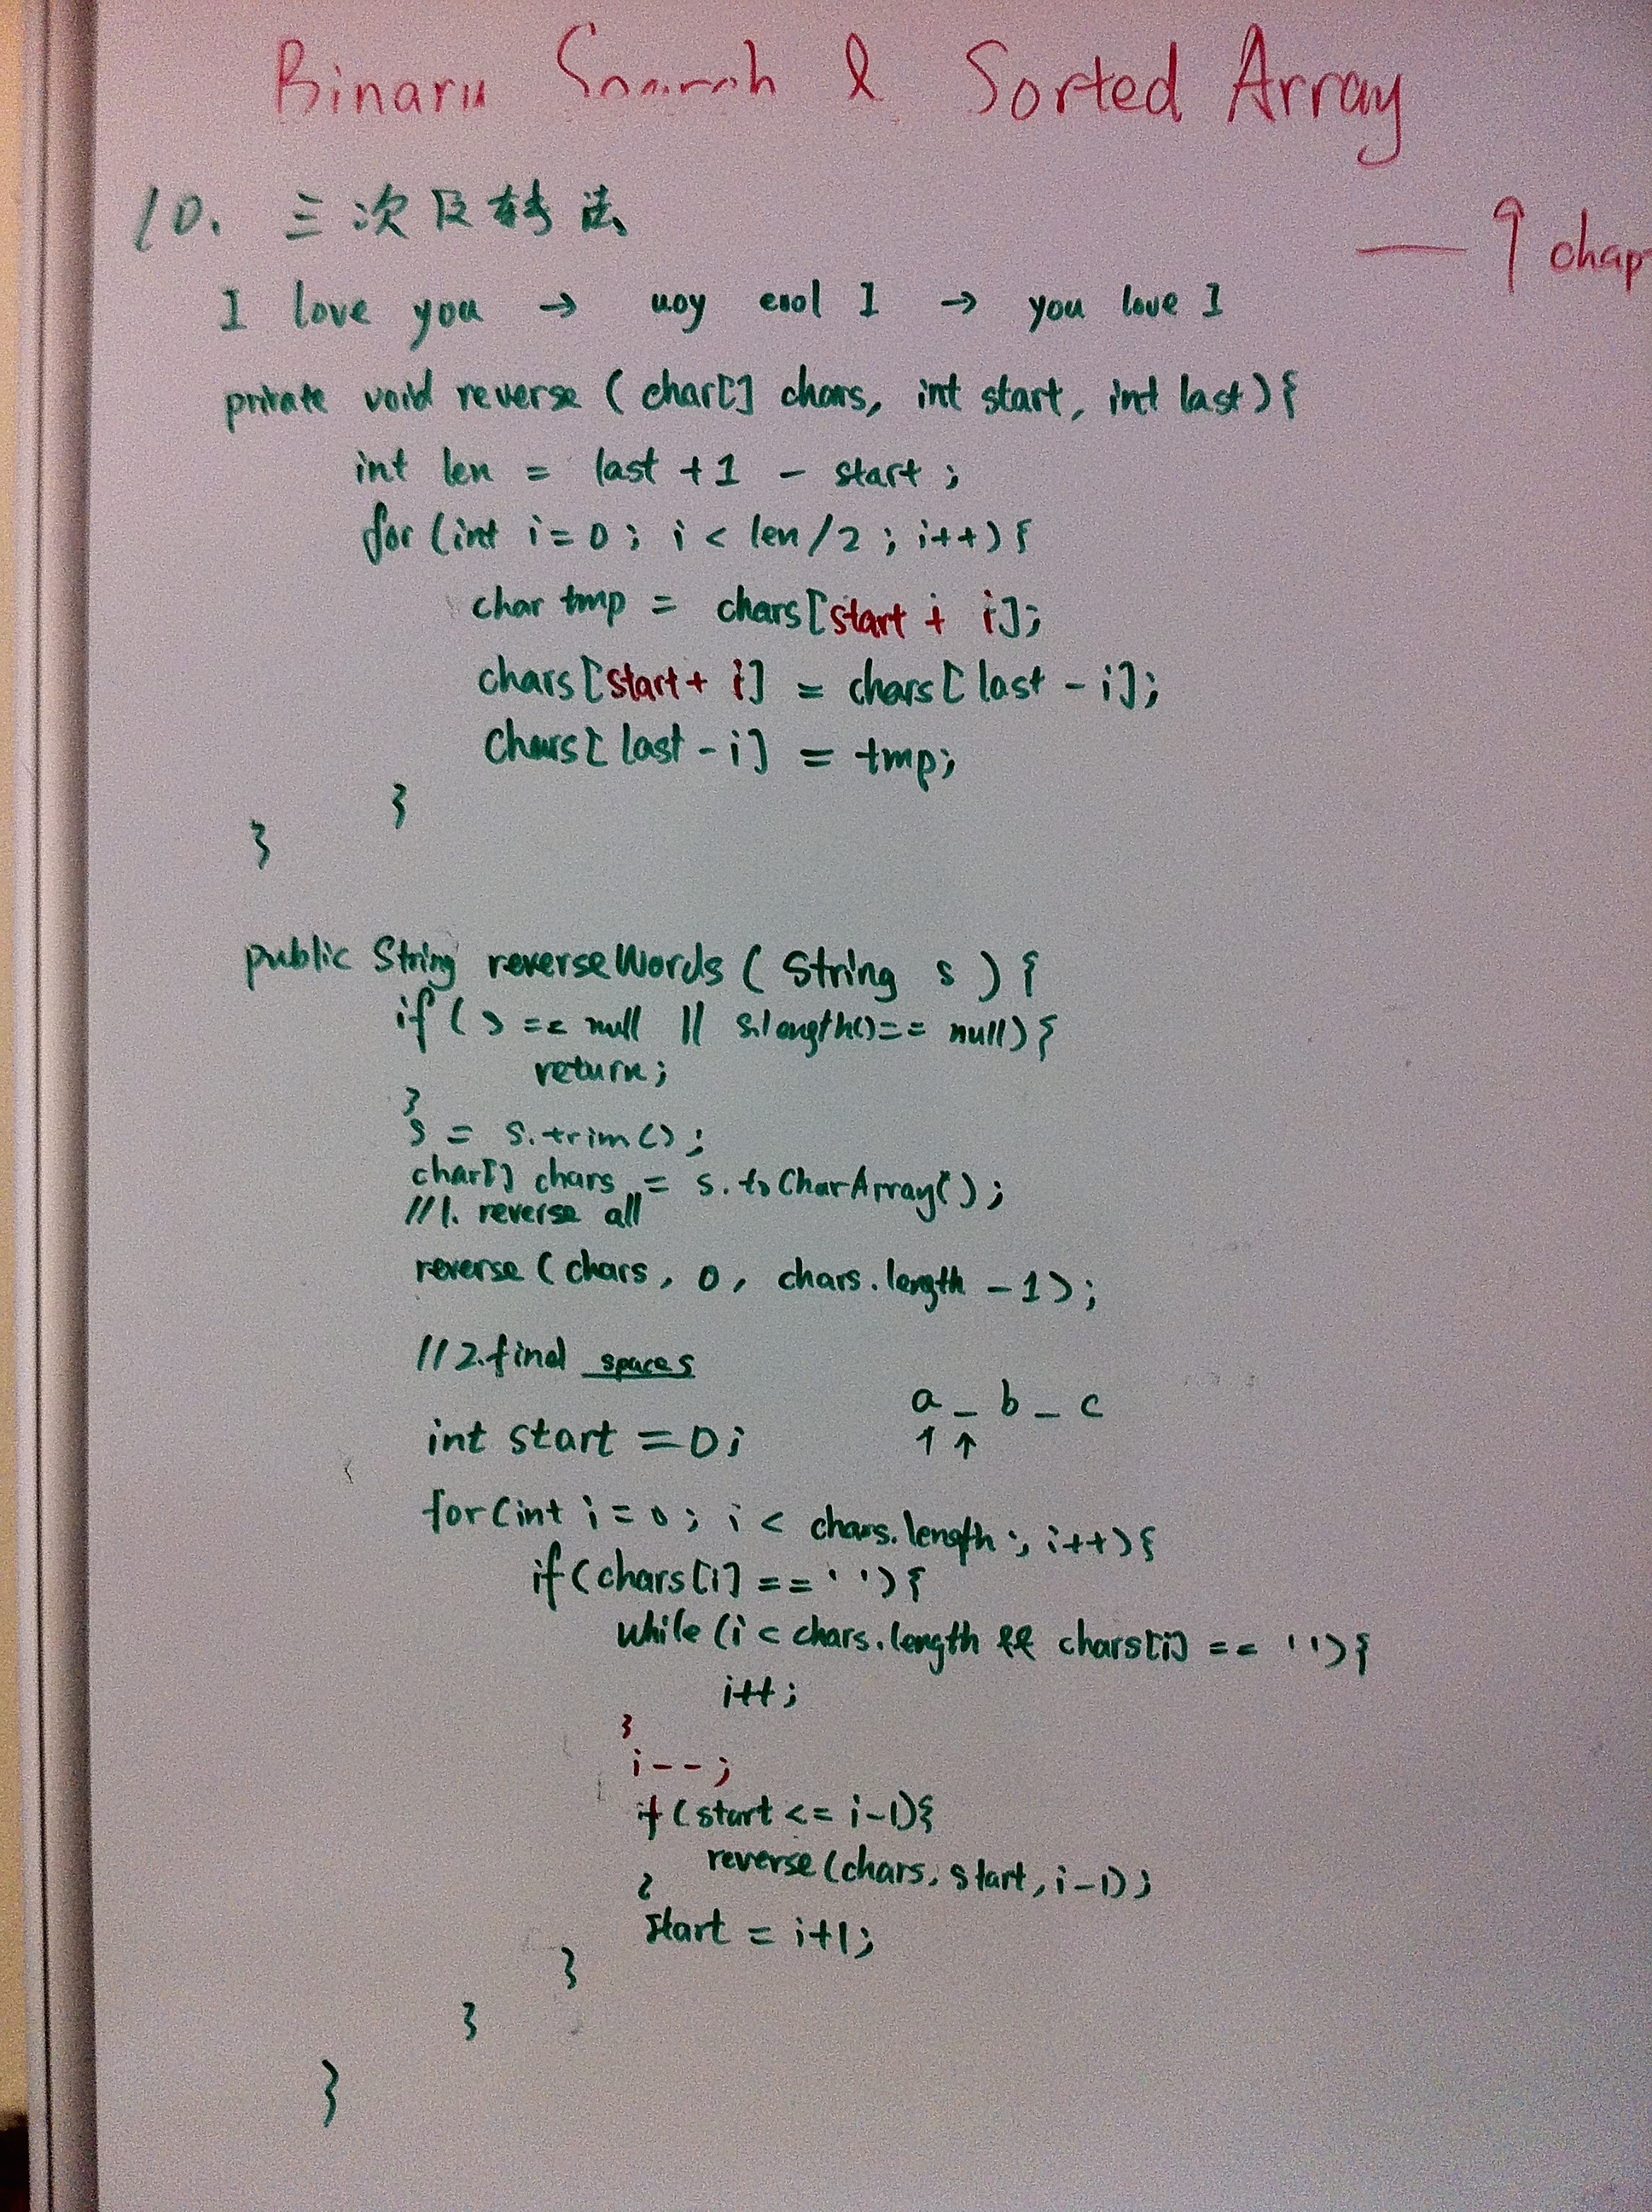 Binary Search & Sorted Array
10. 三次反转法
— 9 chap
I love you → uoy evol I → you love I
private void reverse (char[] chars, int start, int last){
int len = last + 1 - start ;
for (int i = 0 ; i < len/2 ; i++){
char tmp = chars[start + i];
chars[start + i] = chars[last - i];
chars[last - i] = tmp;
}
}
public String reverseWords ( String s ) {
if ( s == null || s.length() == null) {
return;
}
s = s.trim() ;
char[] chars = s.toCharArray() ;
//1. reverse all
reverse (chars, 0, chars.length - 1) ;
//2.find spaces
a _ b _ c
int start = 0;
↑ ↑
for(int i = 0 ; i < chars.length ; i++){
if (chars[i] == ' '){
while (i < chars.length && chars[i] == ' '){
i++ ;
}
i-- ;
if (start <= i-1){
reverse (chars, start, i-1) ;
}
start = i+1;
}
}
}